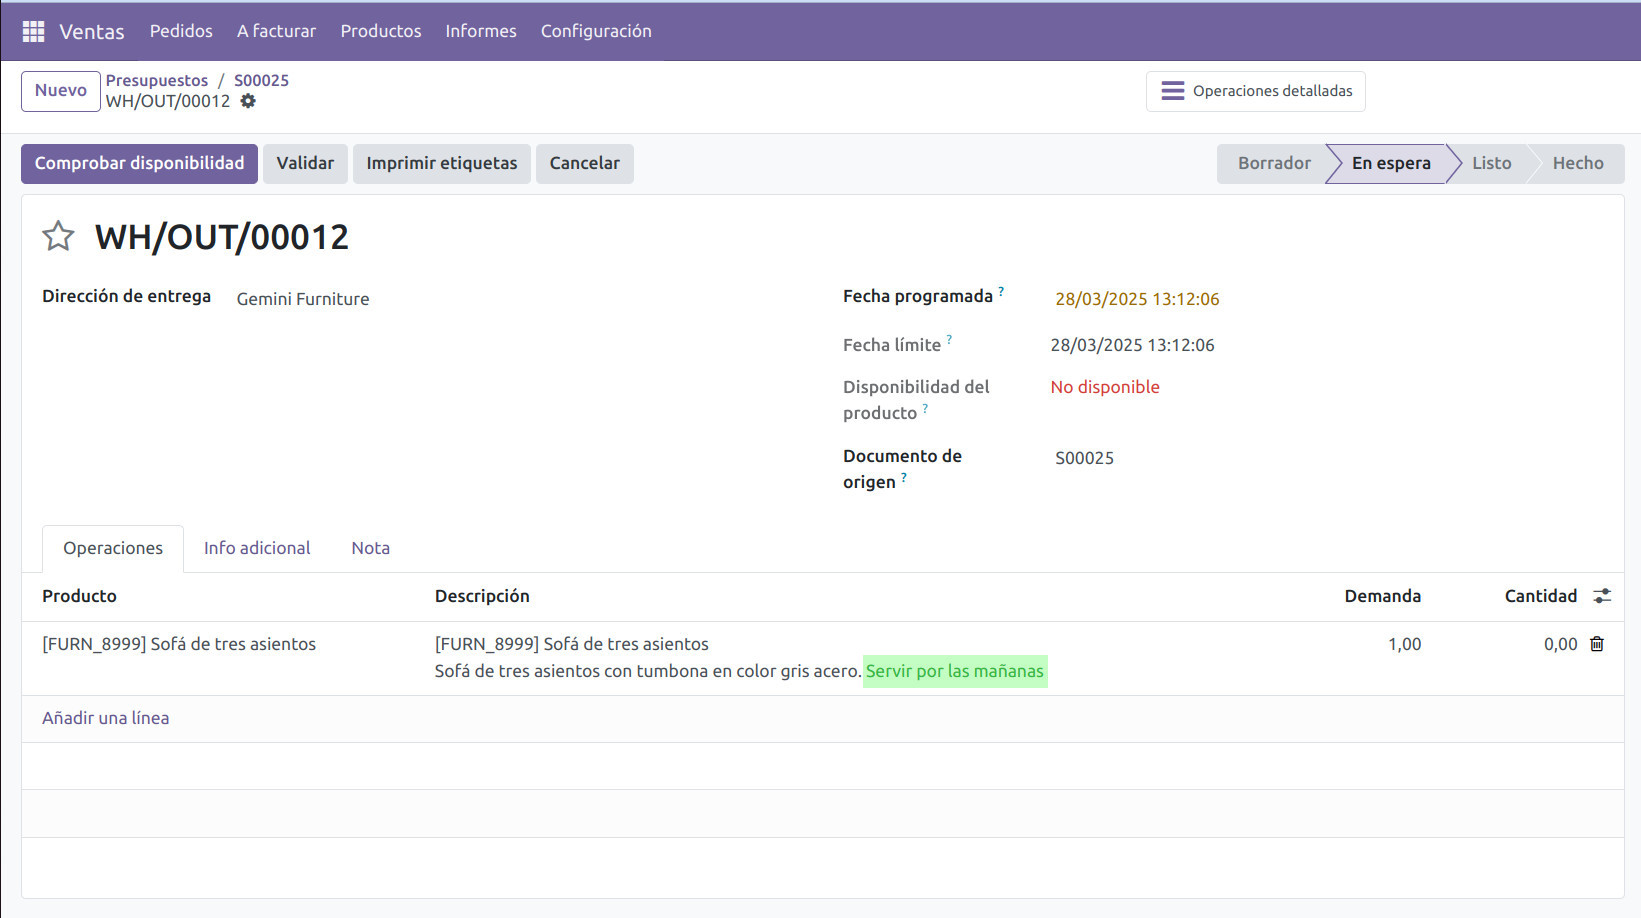 Ventas Pedidos A facturar Productos Informes Configuración
Nuevo Presupuestos / S00025
WH/OUT/00012
Operaciones detalladas
Comprobar disponibilidad Validar Imprimir etiquetas Cancelar Borrador En espera Listo Hecho
WH/OUT/00012
Dirección de entrega Gemini Furniture
Fecha programada ? 28/03/2025 13:12:06
Fecha límite ? 28/03/2025 13:12:06
Disponibilidad del No disponible
producto ?
Documento de S00025
origen ?
Operaciones Info adicional Nota
Producto Descripción Demanda Cantidad
[FURN_8999] Sofá de tres asientos [FURN_8999] Sofá de tres asientos 1,00 0,00
Sofá de tres asientos con tumbona en color gris acero. Servir por las mañanas
Añadir una línea